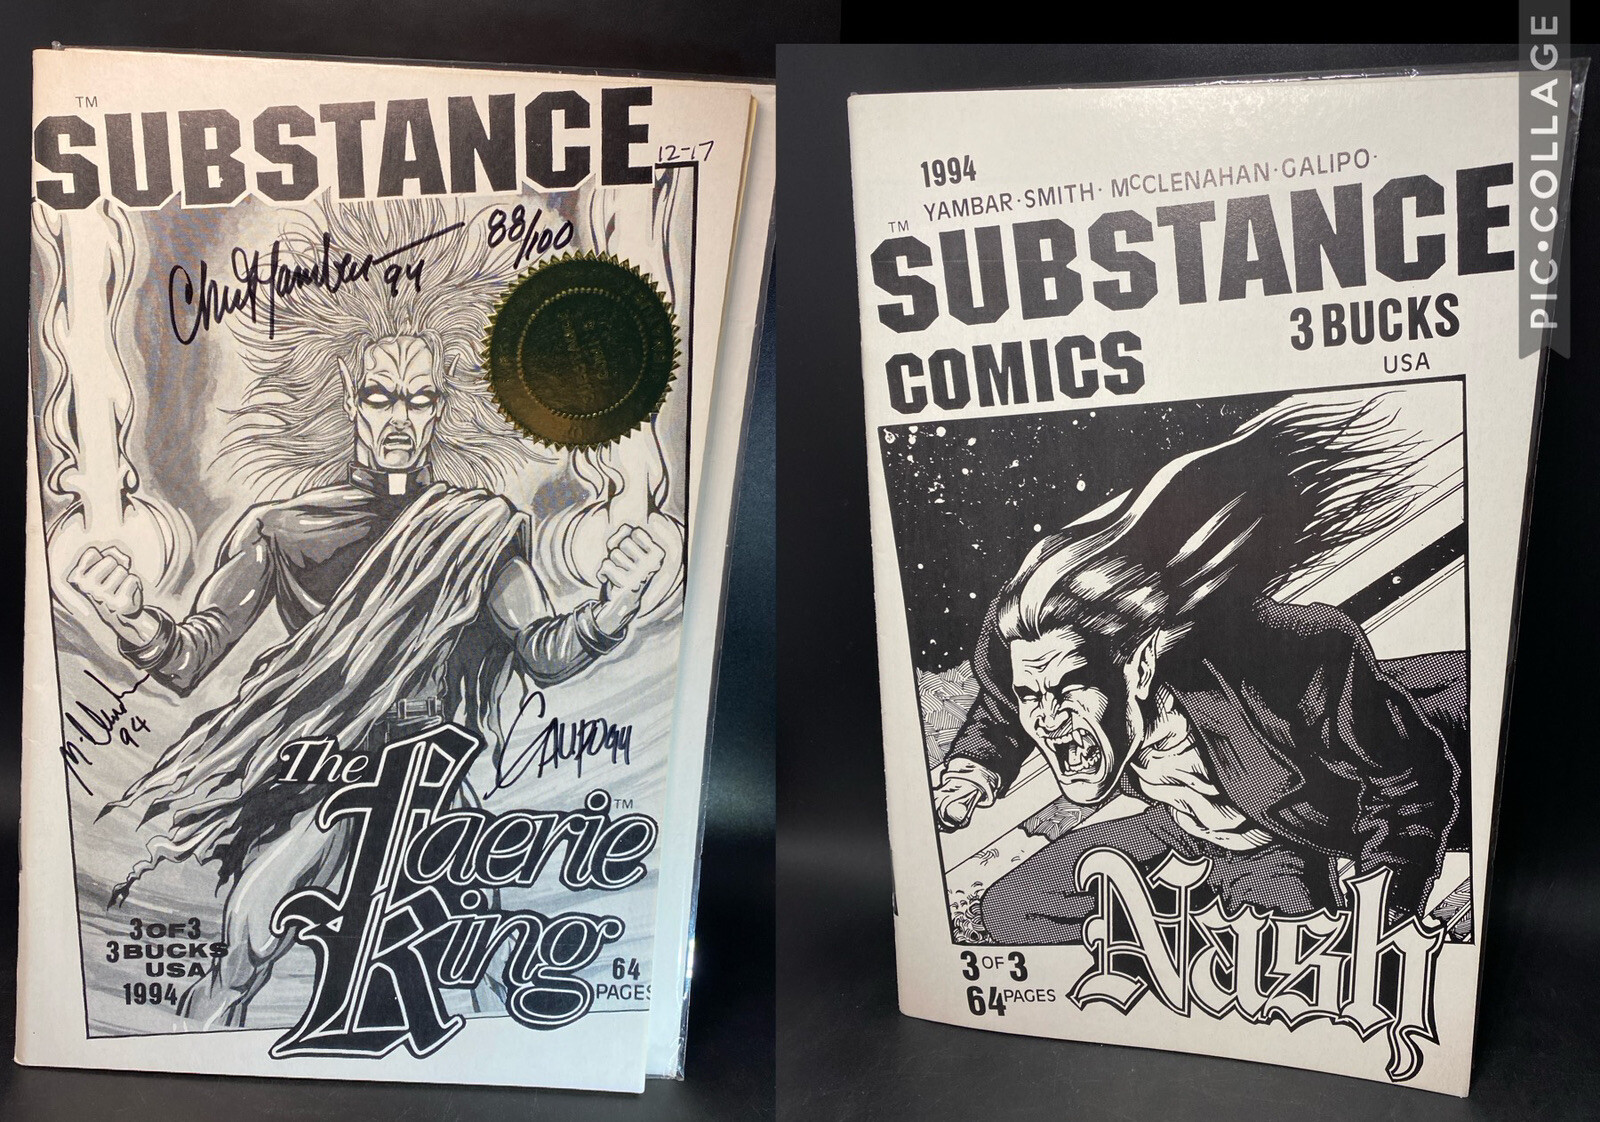 TM
SUBSTANCE
12-17
88/100
94
94
GALIPO 94
The
Faerie
TM
Ring
3 OF 3
3 BUCKS
USA
1994
64
PAGES
1994
YAMBAR · SMITH · McCLENAHAN · GALIPO ·
TM
SUBSTANCE
COMICS
3 BUCKS
USA
Nash
3 OF 3
64 PAGES
PIC•COLLAGE